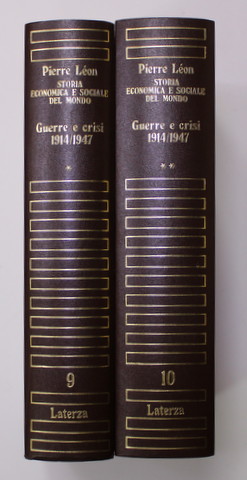 Pierre Léon
STORIA
ECONOMICA E SOCIALE
DEL MONDO
Guerre e crisi
1914/1947
*
9
Laterza
Pierre Léon
STORIA
ECONOMICA E SOCIALE
DEL MONDO
Guerre e crisi
1914/1947
**
10
Laterza